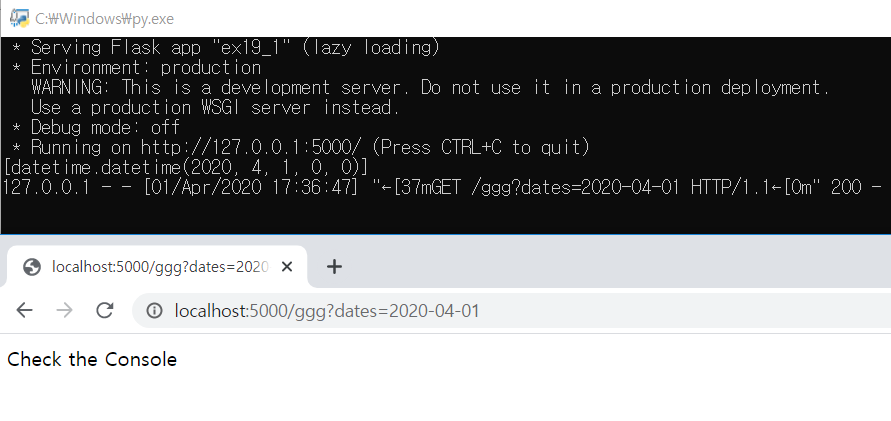 C:₩Windows₩py.exe
* Serving Flask app "ex19_1" (lazy loading)
* Environment: production
WARNING: This is a development server. Do not use it in a production deployment.
Use a production WSGI server instead.
* Debug mode: off
* Running on http://127.0.0.1:5000/ (Press CTRL+C to quit)
[datetime.datetime(2020, 4, 1, 0, 0)]
127.0.0.1 - - [01/Apr/2020 17:36:47] "←[37mGET /ggg?dates=2020-04-01 HTTP/1.1←[0m" 200 -
localhost:5000/ggg?dates=2020
localhost:5000/ggg?dates=2020-04-01
Check the Console